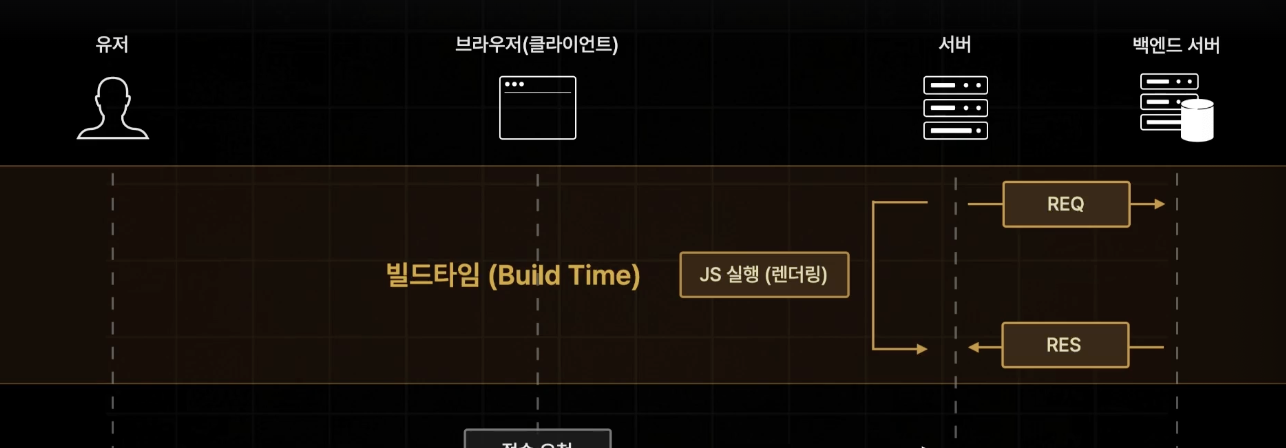 유저
브라우저(클라이언트)
서버
백엔드 서버
REQ
빌드타임 (Build Time)
JS 실행 (렌더링)
RES